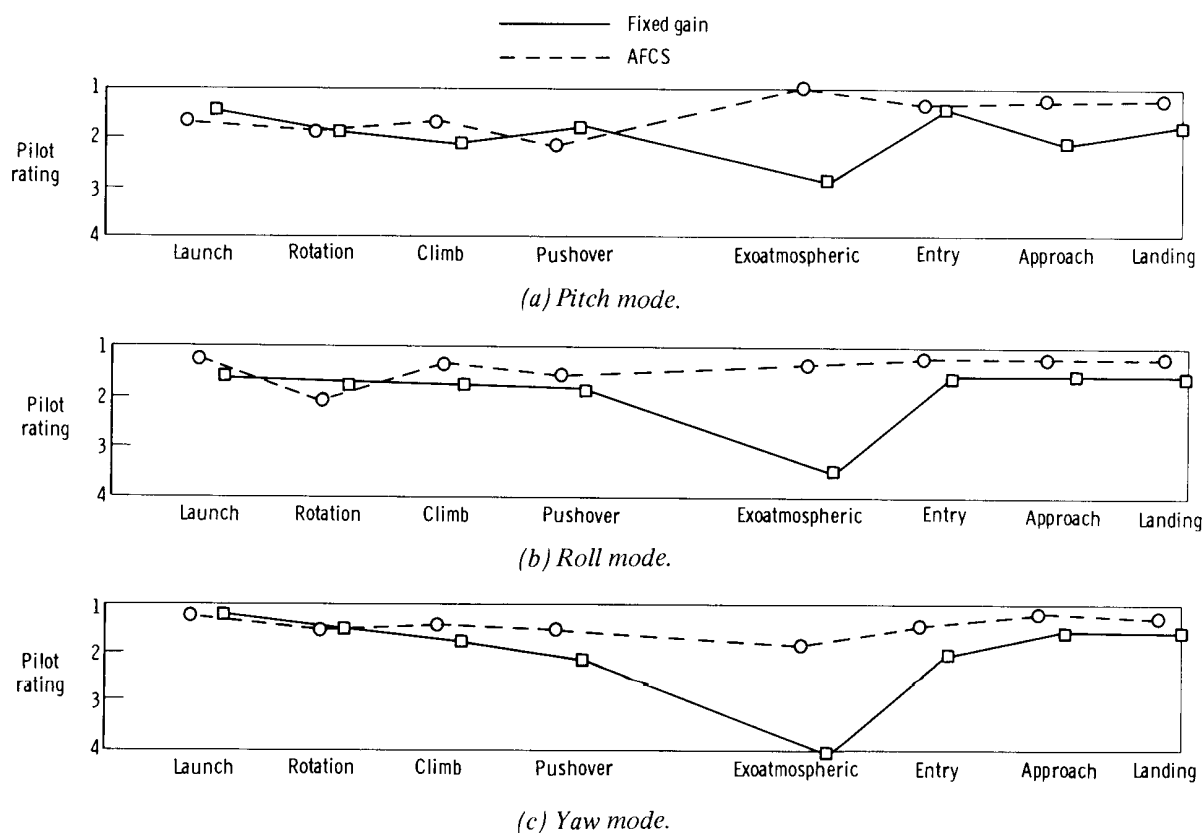 Fixed gain
AFCS
1
2
3
4
Pilot
rating
Launch Rotation Climb Pushover Exoatmospheric Entry Approach Landing
(a) Pitch mode.
1
2
3
4
Pilot
rating
Launch Rotation Climb Pushover Exoatmospheric Entry Approach Landing
(b) Roll mode.
1
2
3
4
Pilot
rating
Launch Rotation Climb Pushover Exoatmospheric Entry Approach Landing
(c) Yaw mode.